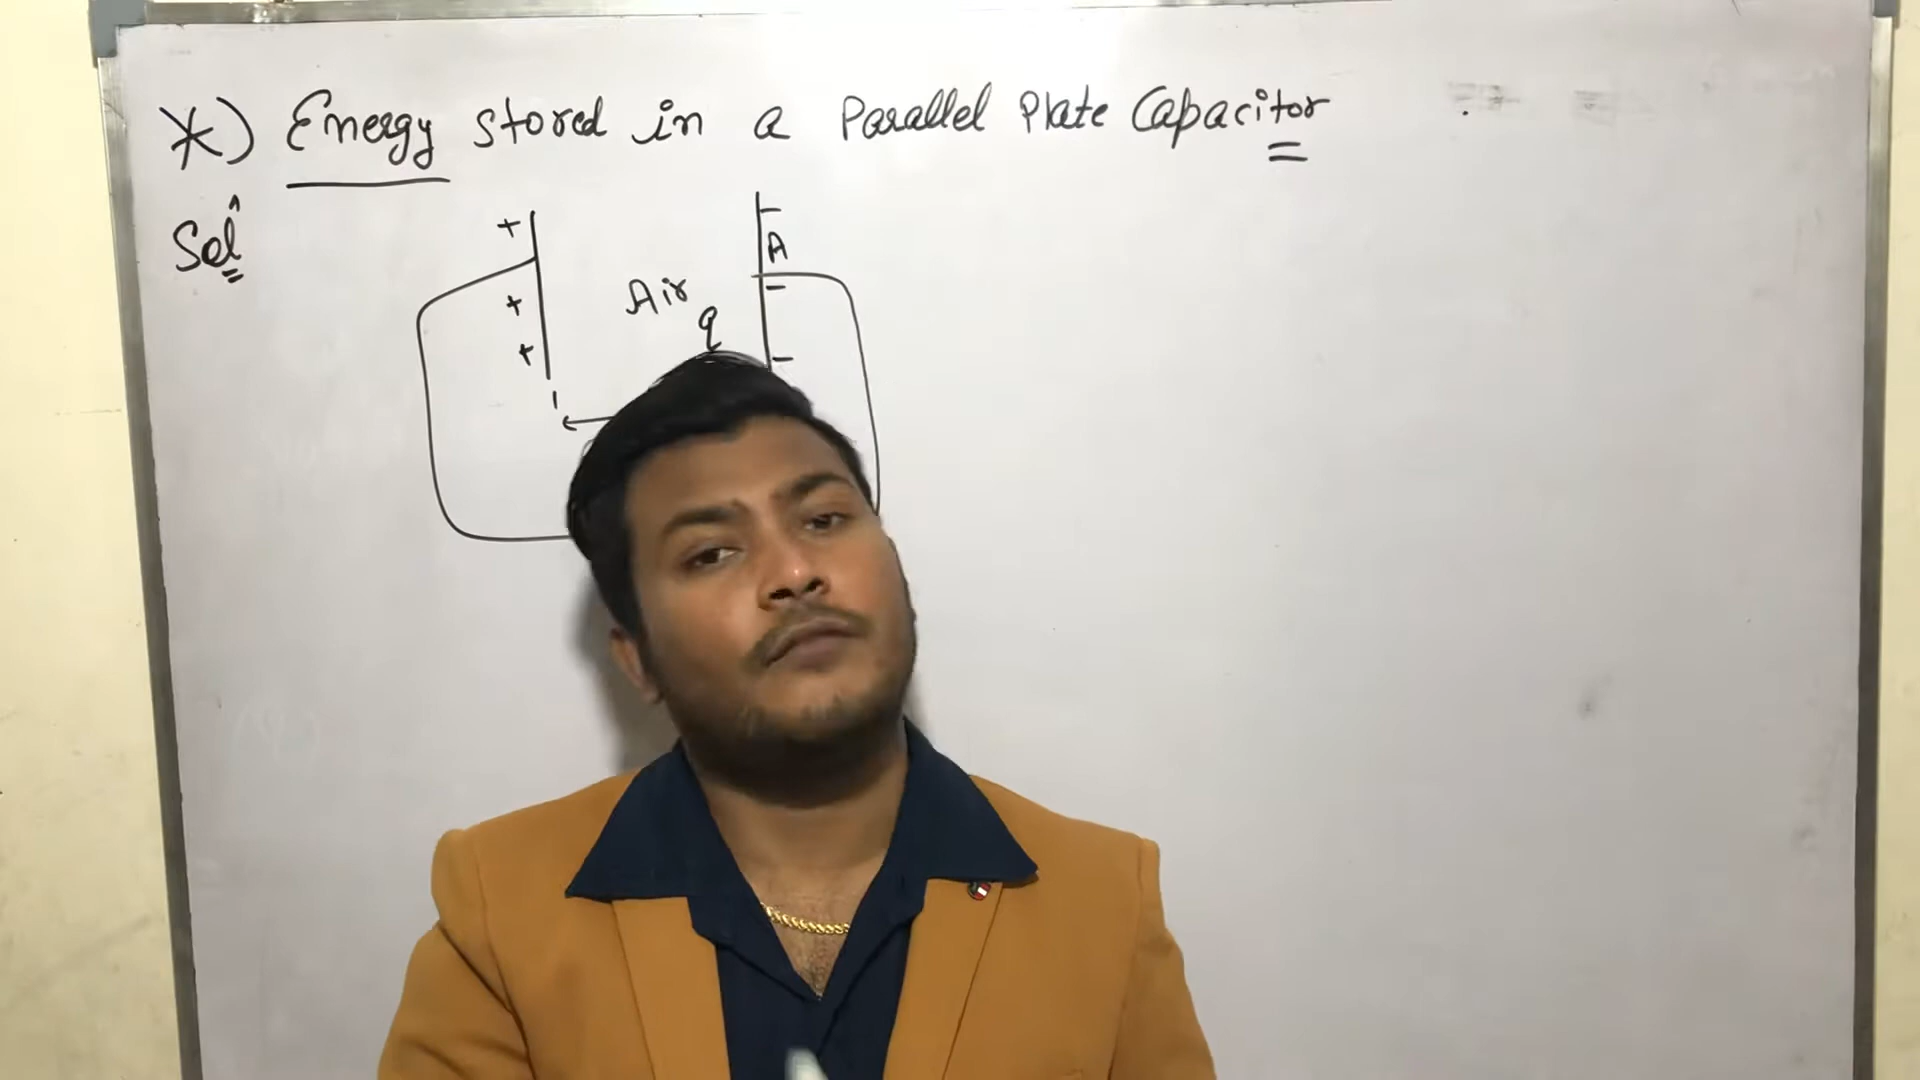 *) Energy stored in a Parallel Plate Capacitor
Sol^n
+ -
A
+ Air -
q
+ -